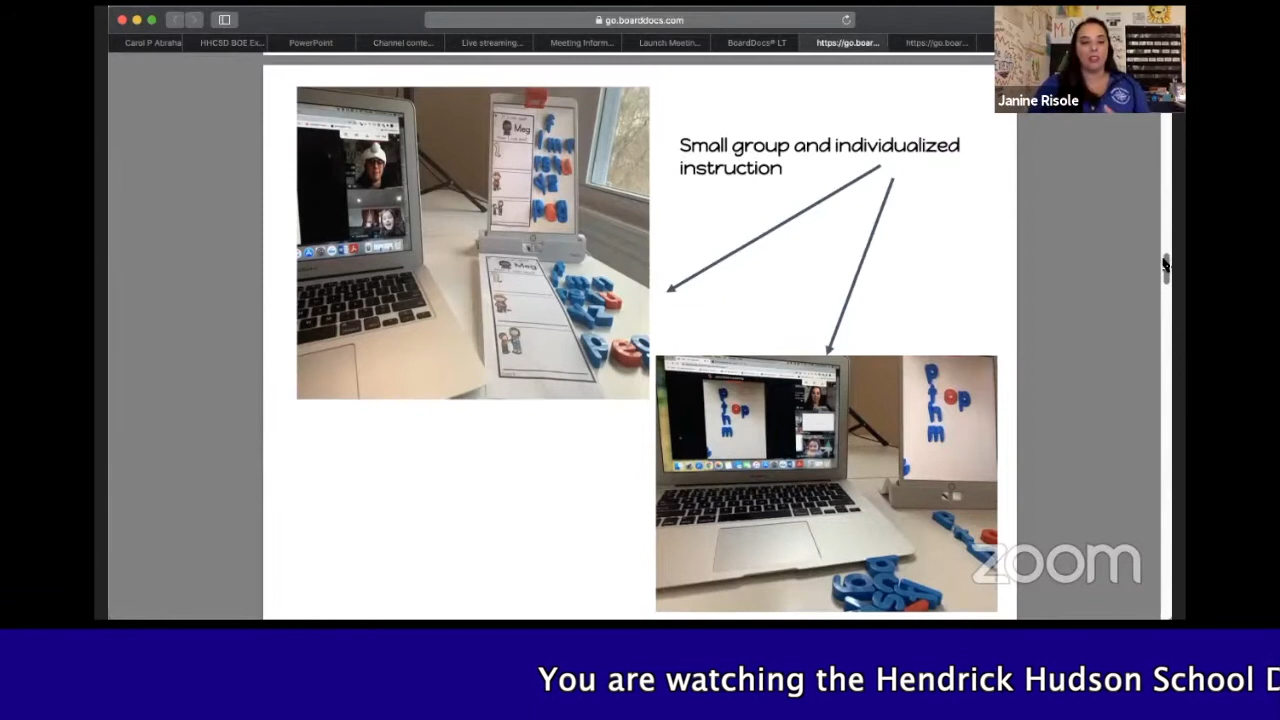 go.boarddocs.com
Carol P Abraha
HHCSD BOE Ex...
PowerPoint
Channel conte...
Live streaming...
Meeting Inform...
Launch Meetin...
BoardDocs® LT
https://go.boar...
https://go.boar...
Janine Risole
Small group and individualized
instruction
Meg
Meg
zoom
You are watching the Hendrick Hudson School D